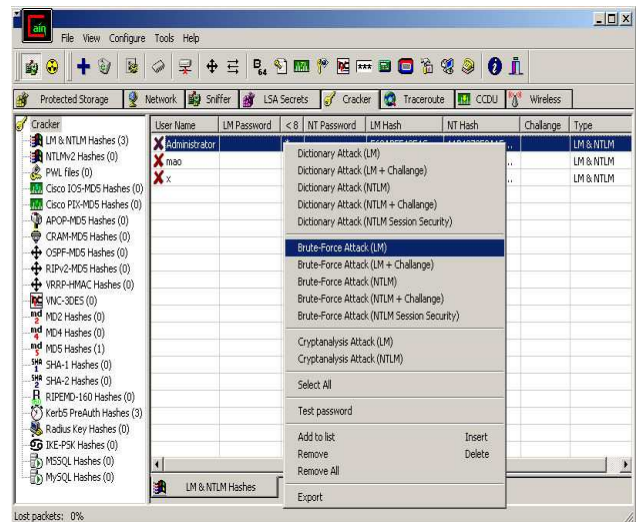 Cain
File View Configure Tools Help
Protected Storage Network Sniffer LSA Secrets Cracker Traceroute CCDU Wireless
Cracker
LM & NTLM Hashes (3)
NTLMv2 Hashes (0)
PWL files (0)
Cisco IOS-MD5 Hashes (0)
Cisco PIX-MD5 Hashes (0)
APOP-MD5 Hashes (0)
CRAM-MD5 Hashes (0)
OSPF-MD5 Hashes (0)
RIPv2-MD5 Hashes (0)
VRRP-HMAC Hashes (0)
VNC-3DES (0)
MD2 Hashes (0)
MD4 Hashes (0)
MD5 Hashes (1)
SHA-1 Hashes (0)
SHA-2 Hashes (0)
RIPEMD-160 Hashes (0)
Kerb5 PreAuth Hashes (3)
Radius Key Hashes (0)
IKE-PSK Hashes (0)
MSSQL Hashes (0)
MySQL Hashes (0)
User Name LM Password < 8 NT Password LM Hash NT Hash Challange Type
Administrator * LM & NTLM
mao LM & NTLM
x LM & NTLM
Dictionary Attack (LM)
Dictionary Attack (LM + Challange)
Dictionary Attack (NTLM)
Dictionary Attack (NTLM + Challange)
Dictionary Attack (NTLM Session Security)
Brute-Force Attack (LM)
Brute-Force Attack (LM + Challange)
Brute-Force Attack (NTLM)
Brute-Force Attack (NTLM + Challange)
Brute-Force Attack (NTLM Session Security)
Cryptanalysis Attack (LM)
Cryptanalysis Attack (NTLM)
Select All
Test password
Add to list Insert
Remove Delete
Remove All
Export
LM & NTLM Hashes
Lost packets: 0%